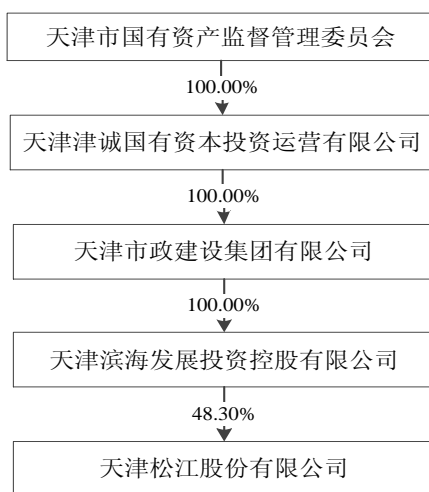 天津市国有资产监督管理委员会
100.00%
天津津诚国有资本投资运营有限公司
100.00%
天津市政建设集团有限公司
100.00%
天津滨海发展投资控股有限公司
48.30%
天津松江股份有限公司